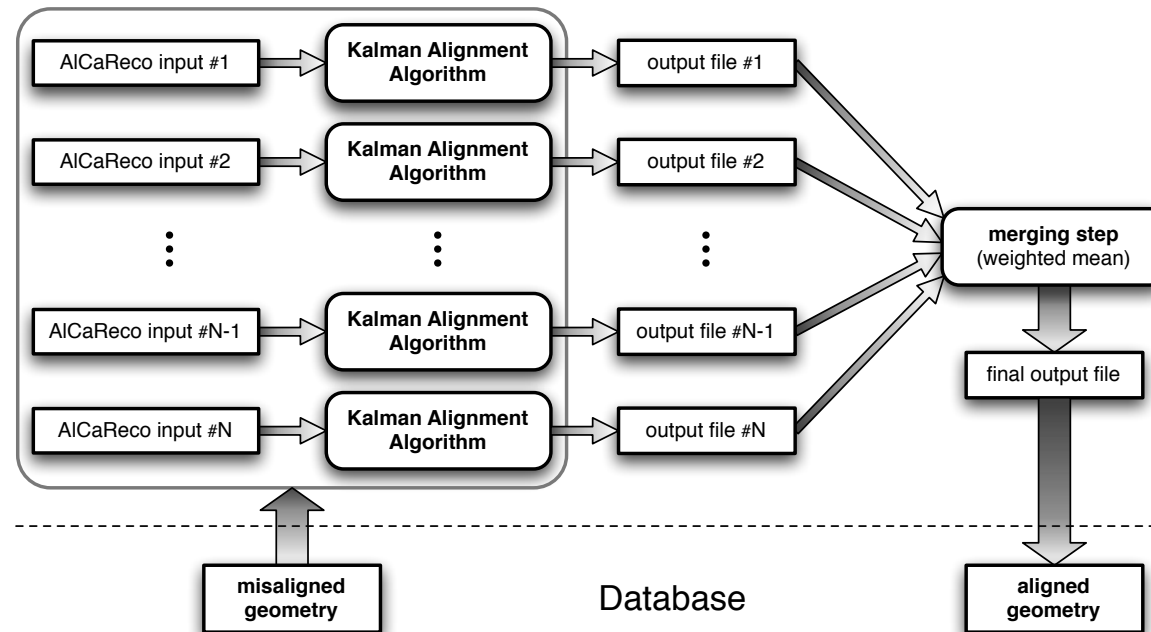 AlCaReco input #1
Kalman Alignment
Algorithm
output file #1
AlCaReco input #2
Kalman Alignment
Algorithm
output file #2
merging step
(weighted mean)
AlCaReco input #N-1
Kalman Alignment
Algorithm
output file #N-1
final output file
AlCaReco input #N
Kalman Alignment
Algorithm
output file #N
misaligned
geometry
Database
aligned
geometry